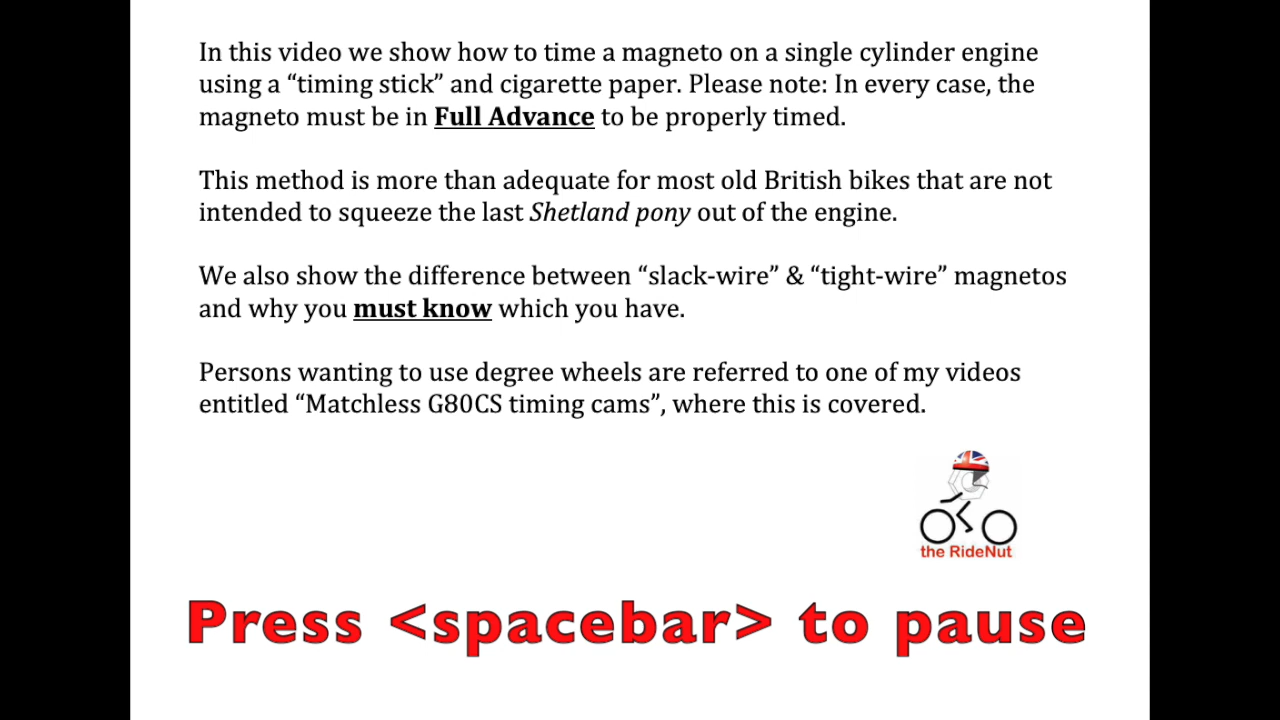 In this video we show how to time a magneto on a single cylinder engine
using a “timing stick” and cigarette paper. Please note: In every case, the
magneto must be in Full Advance to be properly timed.
This method is more than adequate for most old British bikes that are not
intended to squeeze the last Shetland pony out of the engine.
We also show the difference between “slack-wire” & “tight-wire” magnetos
and why you must know which you have.
Persons wanting to use degree wheels are referred to one of my videos
entitled “Matchless G80CS timing cams”, where this is covered.
the RideNut
Press <spacebar> to pause